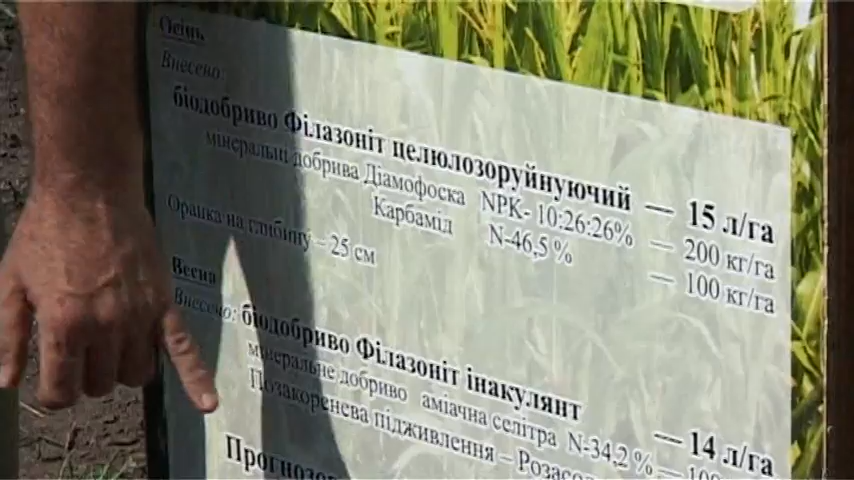 Осінь
Внесено:
біодобриво Філазоніт целюлозоруйнуючий — 15 л/га
мінеральні добрива Діамофоска NPK- 10:26:26% — 200 кг/га
Карбамід N-46,5 % — 100 кг/га
Оранка на глибину – 25 см
Весна
Внесено: біодобриво Філазоніт інакулянт — 14 л/га
мінеральне добриво аміачна селітра N-34,2 % —
Позакоренева підживлення –